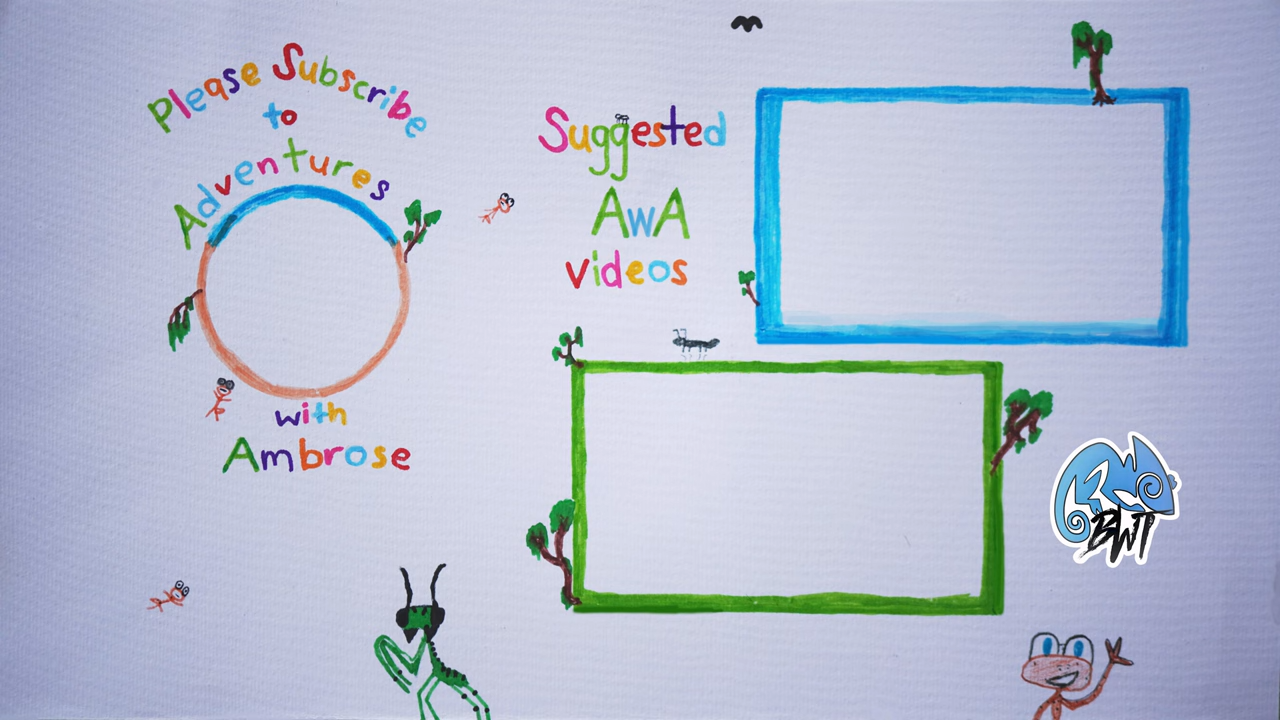 Please Subscribe
to
Adventures
with
Ambrose
Suggested
AWA
videos
BWT